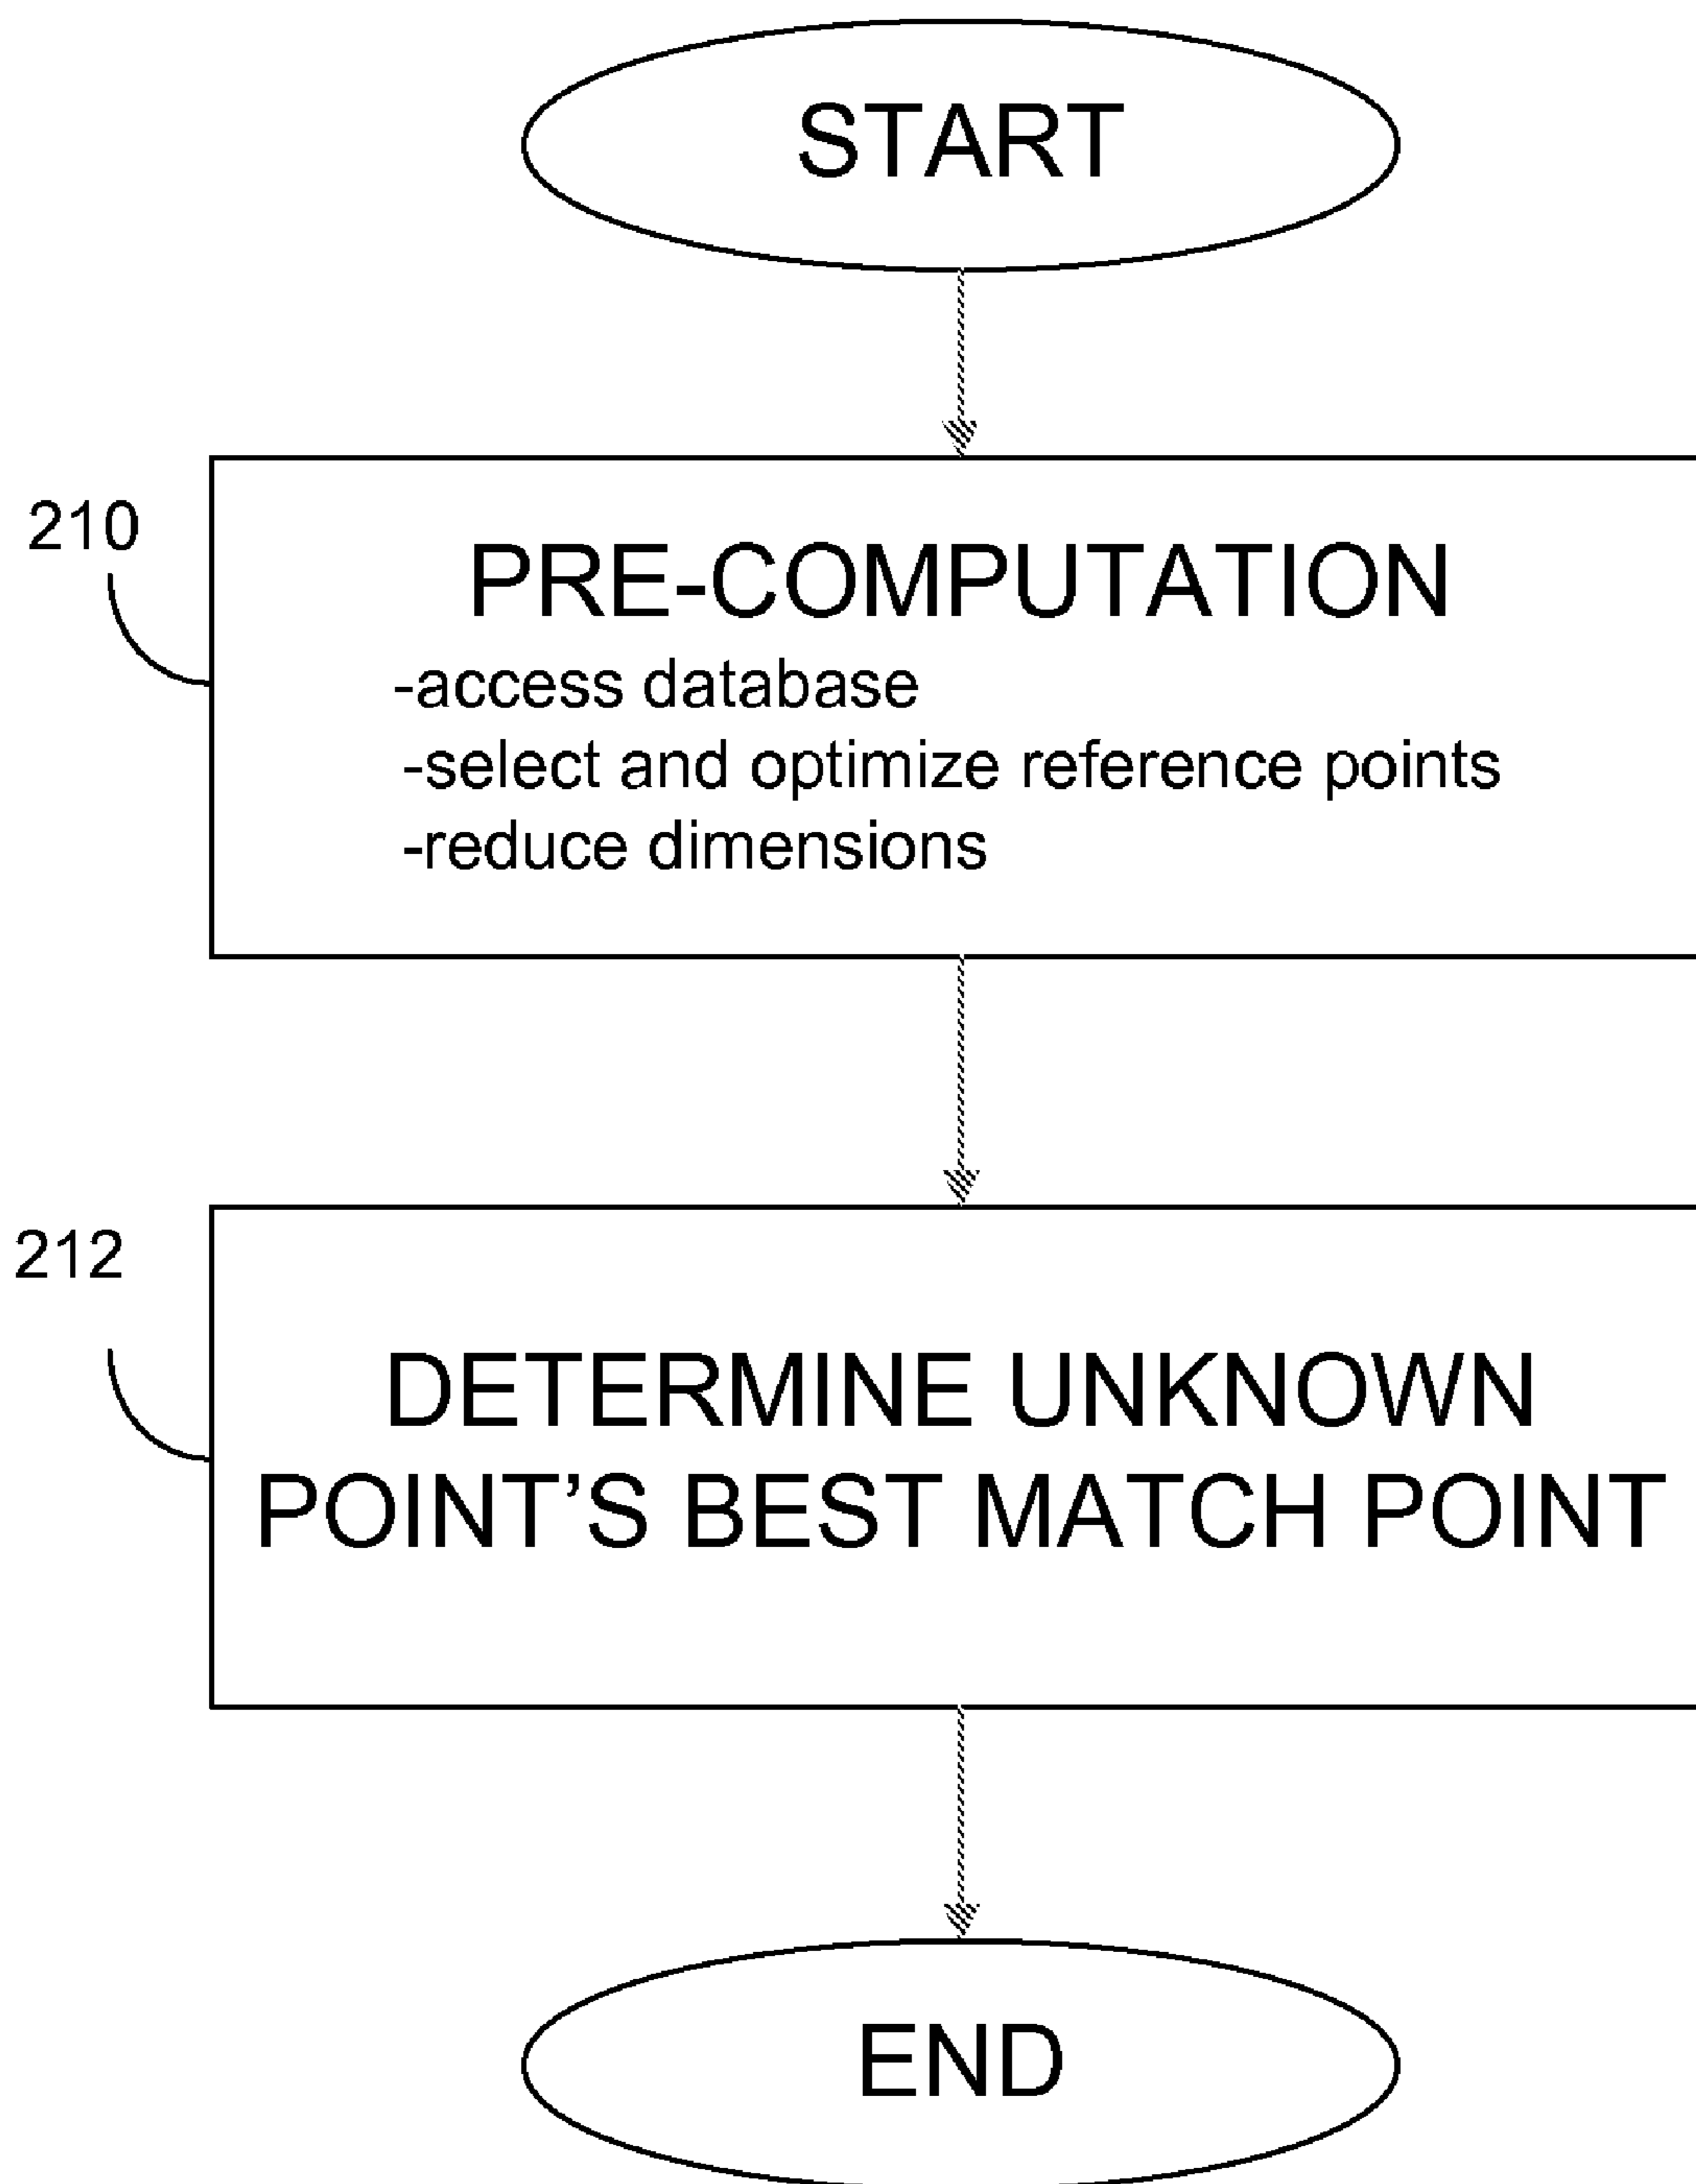 START
210
PRE-COMPUTATION
-access database
-select and optimize reference points
-reduce dimensions
212
DETERMINE UNKNOWN
POINT’S BEST MATCH POINT
END